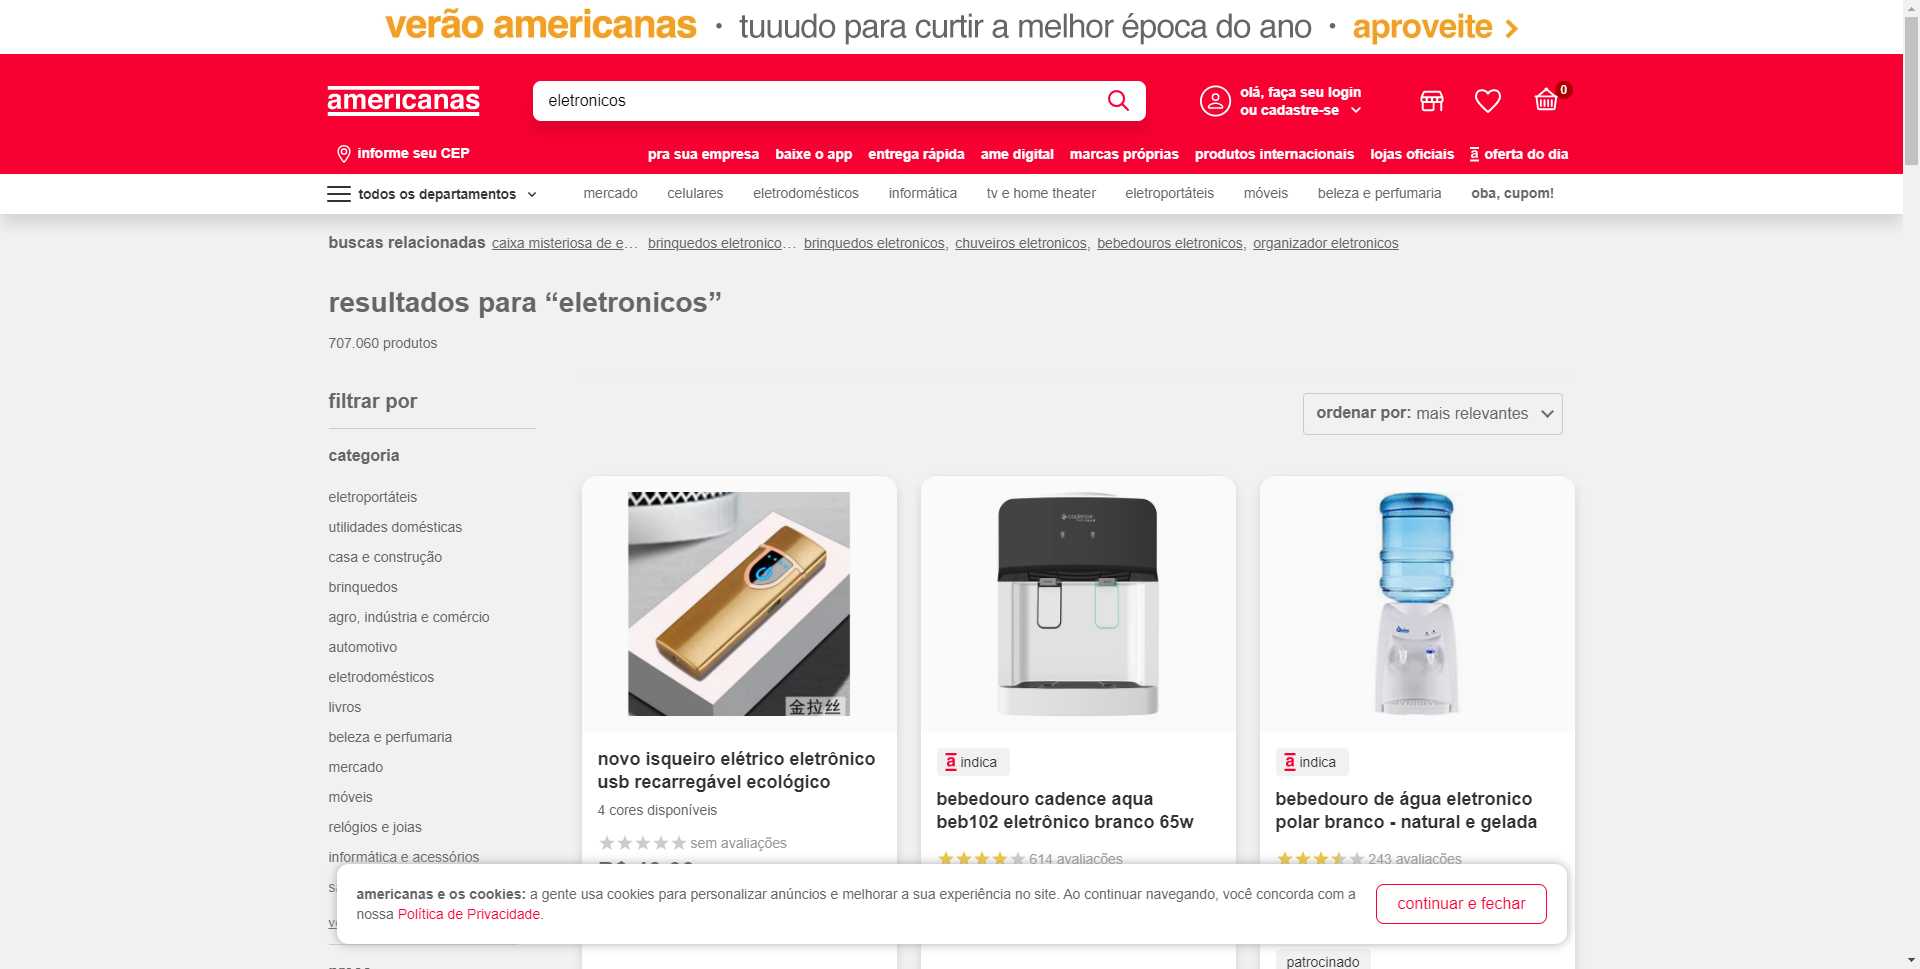 verão americanas • tuuudo para curtir a melhor época do ano • aproveite >
americanas
eletronicos
olá, faça seu login
ou cadastre-se
0
informe seu CEP
pra sua empresa
baixe o app
entrega rápida
ame digital
marcas próprias
produtos internacionais
lojas oficiais
a oferta do dia
todos os departamentos
mercado
celulares
eletrodomésticos
informática
tv e home theater
eletroportáteis
móveis
beleza e perfumaria
oba, cupom!
buscas relacionadas caixa misteriosa de e… brinquedos eletronico… brinquedos eletronicos, chuveiros eletronicos, bebedouros eletronicos, organizador eletronicos
resultados para “eletronicos”
707.060 produtos
filtrar por
ordenar por: mais relevantes
categoria
eletroportáteis
utilidades domésticas
casa e construção
brinquedos
agro, indústria e comércio
automotivo
eletrodomésticos
livros
beleza e perfumaria
mercado
móveis
relógios e joias
informática e acessórios
金拉丝
novo isqueiro elétrico eletrônico
usb recarregável ecológico
4 cores disponíveis
sem avaliações
cadence
a indica
bebedouro cadence aqua
beb102 eletrônico branco 65w
614 avaliações
a indica
bebedouro de água eletronico
polar branco - natural e gelada
243 avaliações
americanas e os cookies: a gente usa cookies para personalizar anúncios e melhorar a sua experiência no site. Ao continuar navegando, você concorda com a
nossa Política de Privacidade.
continuar e fechar
patrocinado